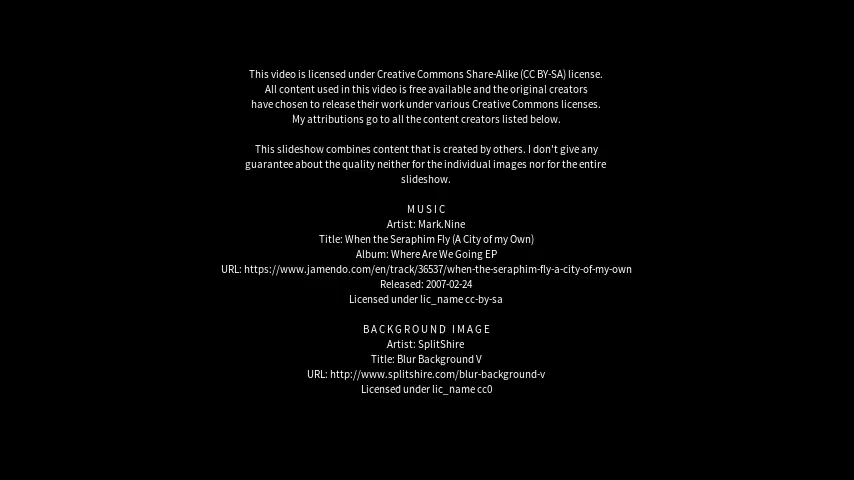 This video is licensed under Creative Commons Share-Alike (CC BY-SA) license.
All content used in this video is free available and the original creators
have chosen to release their work under various Creative Commons licenses.
My attributions go to all the content creators listed below.
This slideshow combines content that is created by others. I don't give any
guarantee about the quality neither for the individual images nor for the entire
slideshow.
MUSIC
Artist: Mark.Nine
Title: When the Seraphim Fly (A City of my Own)
Album: Where Are We Going EP
URL: https://www.jamendo.com/en/track/36537/when-the-seraphim-fly-a-city-of-my-own
Released: 2007-02-24
Licensed under lic_name cc-by-sa
BACKGROUND IMAGE
Artist: SplitShire
Title: Blur Background V
URL: http://www.splitshire.com/blur-background-v
Licensed under lic_name cc0